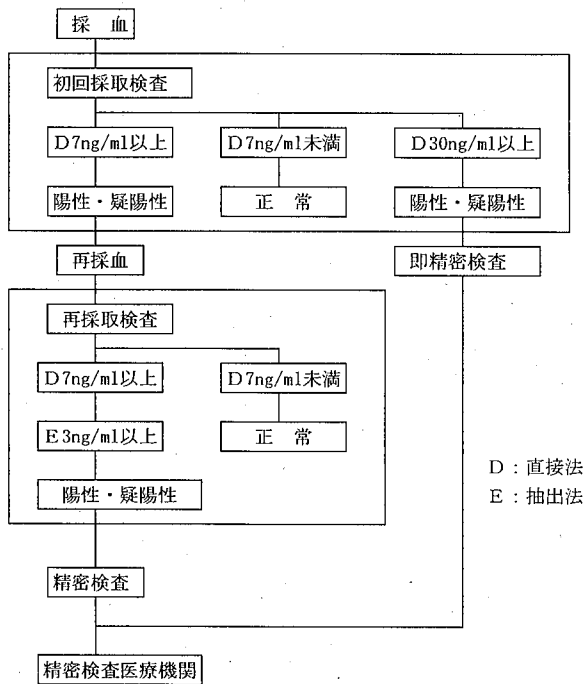 採 血
初回採取検査
D7ng/ml以上 D7ng/ml未満 D30ng/ml以上
陽性・疑陽性 正 常 陽性・疑陽性
再採血 即精密検査
再採取検査
D7ng/ml以上 D7ng/ml未満
E3ng/ml以上 正 常
D:直接法
陽性・疑陽性
E:抽出法
精密検査
精密検査医療機関